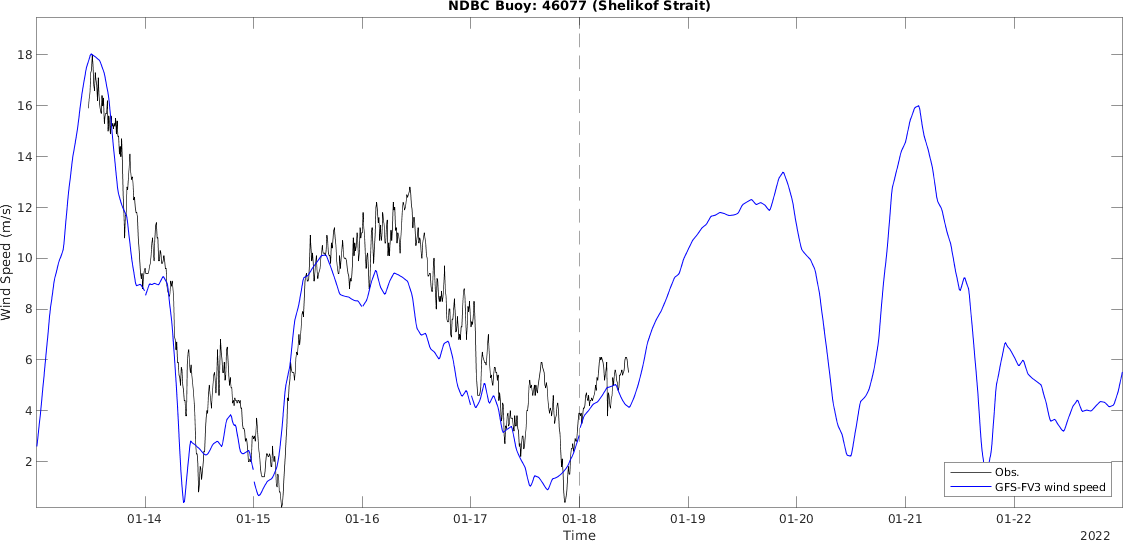 NDBC Buoy: 46077 (Shelikof Strait)
Wind Speed (m/s)
18
16
14
12
10
8
6
4
2
Obs.
GFS-FV3 wind speed
01-14 01-15 01-16 01-17 01-18 01-19 01-20 01-21 01-22
Time
2022